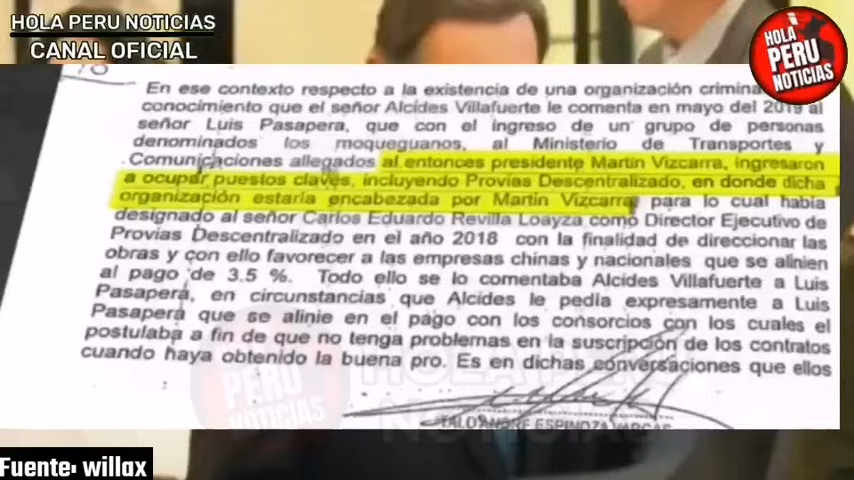 HOLA PERU NOTICIAS
CANAL OFICIAL
HOLA
PERU
NOTICIAS
En ese contexto respecto a la existencia de una organización
conocimiento que el señor Alcides Villafuerte le comenta en mayo del 2019 al
señor Luis Pasapera, que con el ingreso de un grupo de personas
denominados los moqueguanos, al Ministerio de Transportes y
Comunicaciones allegados al entonces presidente Martin Vizcarra, ingresaron
a ocupar puestos claves, incluyendo Provias Descentralizado, en donde dicha
organización estaría encabezada por Martin Vizcarra para lo cual había
designado al señor Carlos Eduardo Revilla Loayza como Director Ejecutivo de
Provias Descentralizado en el año 2018 con la finalidad de direccionar las
obras y con ello favorecer a las empresas chinas y nacionales que se alinien
al pago de 3.5 %. Todo ello se lo comentaba Alcides Villafuerte a Luis
Pasapera, en circunstancias que Alcides le pedía expresamente a Luis
Pasapera que se alinie en el pago con los consorcios con los cuales el
postulaba a fin de que no tenga problemas en la suscripción de los contratos
cuando haya obtenido la buena pro. Es en dichas conversaciones que ellos
ESPINOZA VARGAS
HOLA
PERU
NOTICIAS
Fuente: willax